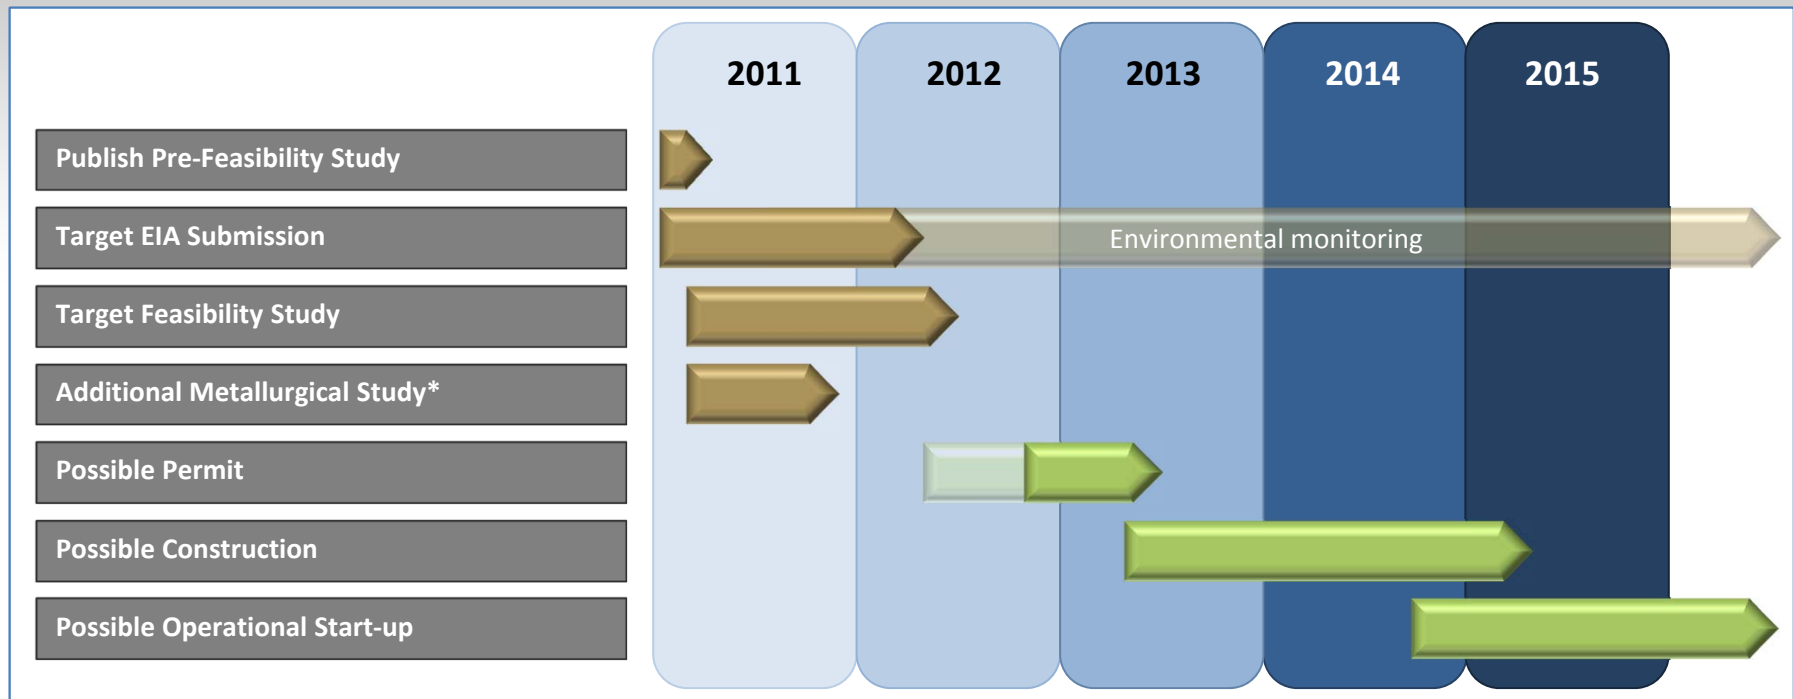 2011
2012
2013
2014
2015
Publish Pre-Feasibility Study
Target EIA Submission
Environmental monitoring
Target Feasibility Study
Additional Metallurgical Study*
Possible Permit
Possible Construction
Possible Operational Start-up